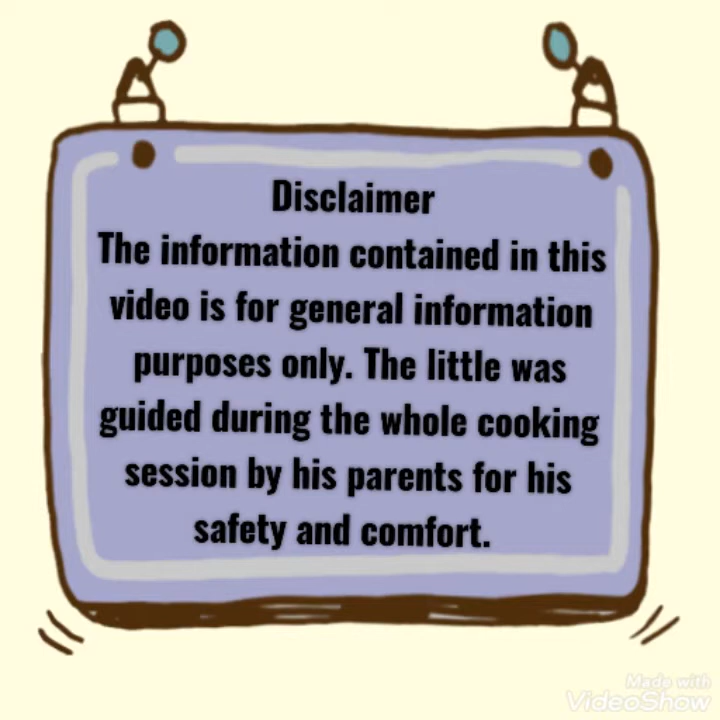 Disclaimer
The information contained in this
video is for general information
purposes only. The little was
guided during the whole cooking
session by his parents for his
safety and comfort.
Made with
VideoShow